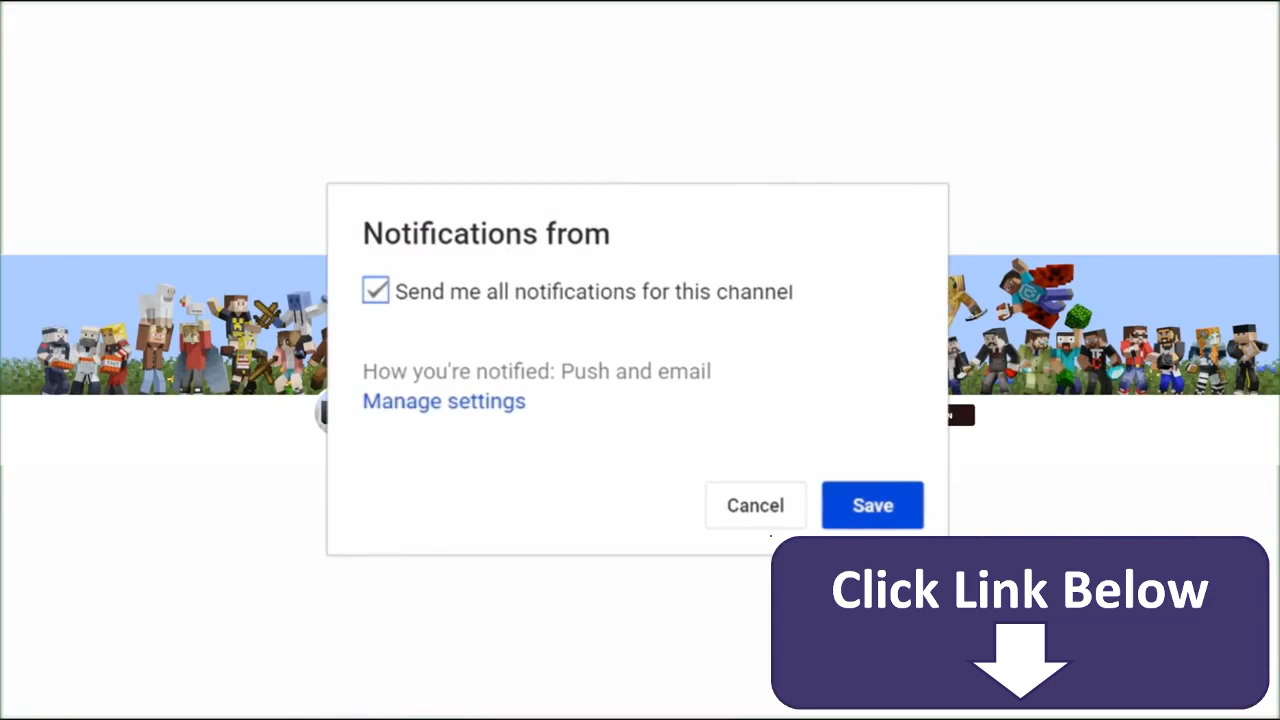 Notifications from
Send me all notifications for this channel
How you're notified: Push and email
Manage settings
Cancel
Save
Click Link Below